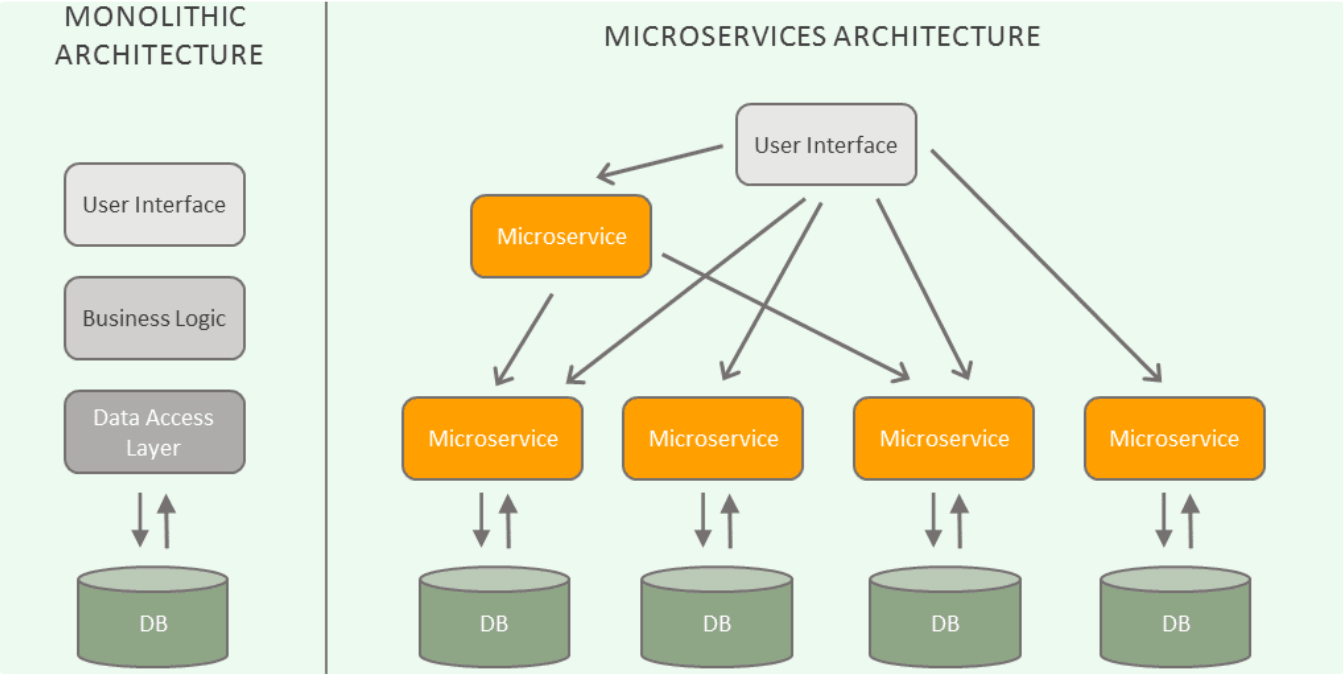 MONOLITHIC
ARCHITECTURE
User Interface
Business Logic
Data Access
Layer
DB
MICROSERVICES ARCHITECTURE
User Interface
Microservice
Microservice
Microservice
Microservice
Microservice
DB
DB
DB
DB